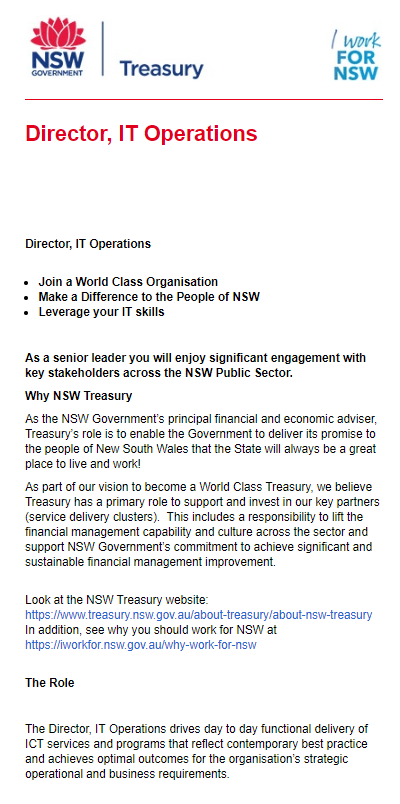 NSW
GOVERNMENT
Treasury
I work
FOR
NSW
Director, IT Operations
Director, IT Operations
• Join a World Class Organisation
• Make a Difference to the People of NSW
• Leverage your IT skills
As a senior leader you will enjoy significant engagement with
key stakeholders across the NSW Public Sector.
Why NSW Treasury
As the NSW Government’s principal financial and economic adviser,
Treasury’s role is to enable the Government to deliver its promise to
the people of New South Wales that the State will always be a great
place to live and work!
As part of our vision to become a World Class Treasury, we believe
Treasury has a primary role to support and invest in our key partners
(service delivery clusters).  This includes a responsibility to lift the
financial management capability and culture across the sector and
support NSW Government’s commitment to achieve significant and
sustainable financial management improvement.
Look at the NSW Treasury website:
https://www.treasury.nsw.gov.au/about-treasury/about-nsw-treasury
In addition, see why you should work for NSW at
https://iworkfor.nsw.gov.au/why-work-for-nsw
The Role
The Director, IT Operations drives day to day functional delivery of
ICT services and programs that reflect contemporary best practice
and achieves optimal outcomes for the organisation’s strategic
operational and business requirements.